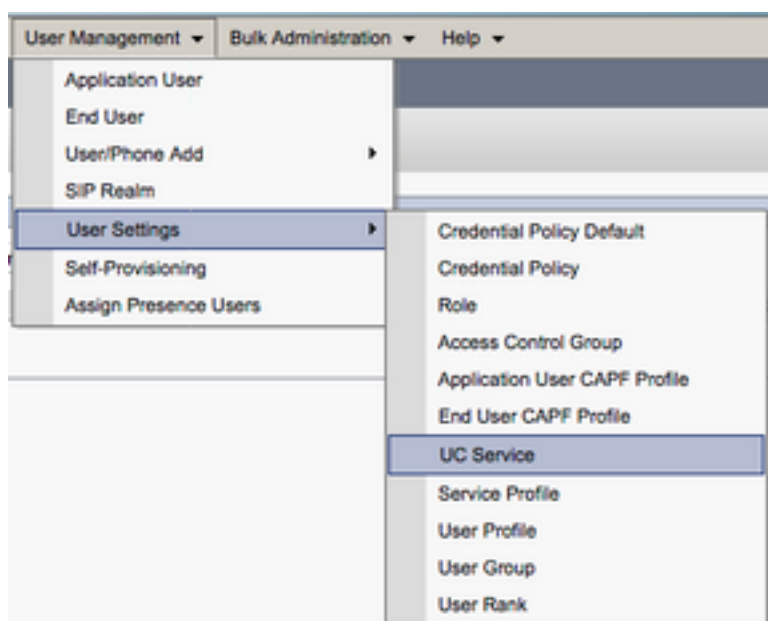 User Management Bulk Administration Help
Application User
End User
User/Phone Add
SIP Realm
User Settings
Self-Provisioning
Assign Presence Users
Credential Policy Default
Credential Policy
Role
Access Control Group
Application User CAPF Profile
End User CAPF Profile
UC Service
Service Profile
User Profile
User Group
User Rank